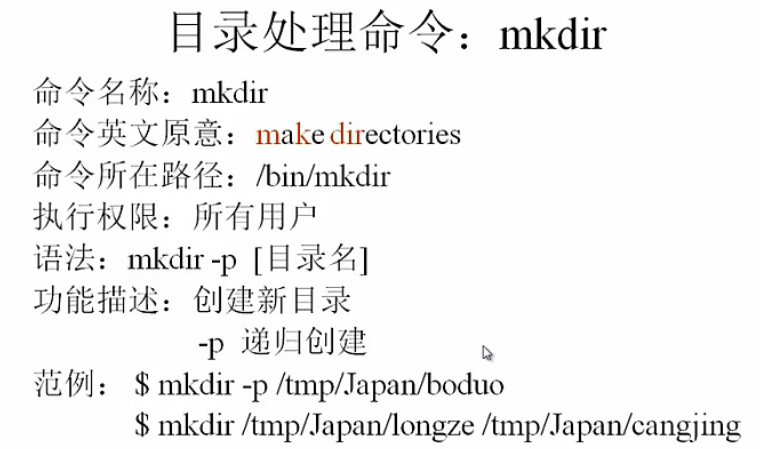 目录处理命令：mkdir
命令名称：mkdir
命令英文原意：make directories
命令所在路径：/bin/mkdir
执行权限：所有用户
语法：mkdir -p [目录名]
功能描述：创建新目录
-p 递归创建
范例： $ mkdir -p /tmp/Japan/boduo
$ mkdir /tmp/Japan/longze /tmp/Japan/cangjing